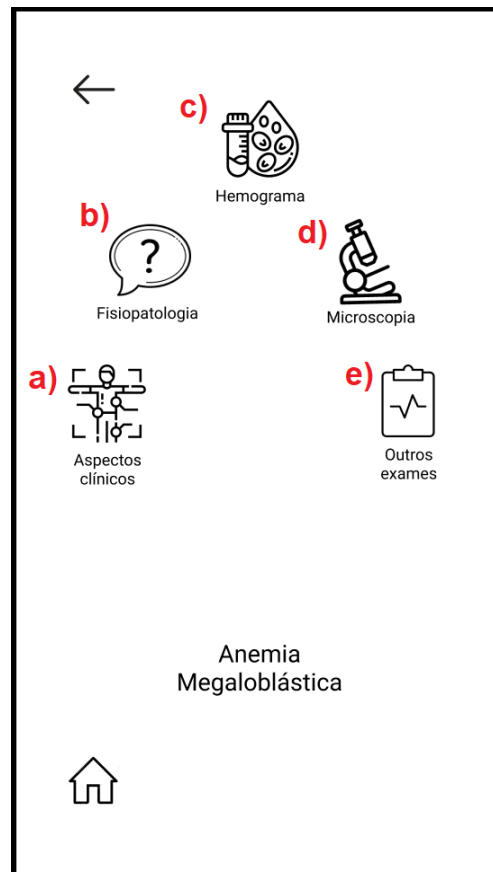 c)
Hemograma
b)
?
Fisiopatologia
d)
Microscopia
a)
Aspectos
clínicos
e)
Outros
exames
Anemia
Megaloblástica